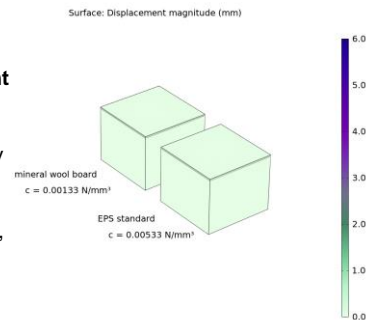 Surface: Displacement magnitude (mm)
6.0
5.0
4.0
3.0
2.0
1.0
0.0
mineral wool board
c = 0.00133 N/mm³
EPS standard
c = 0.00533 N/mm³